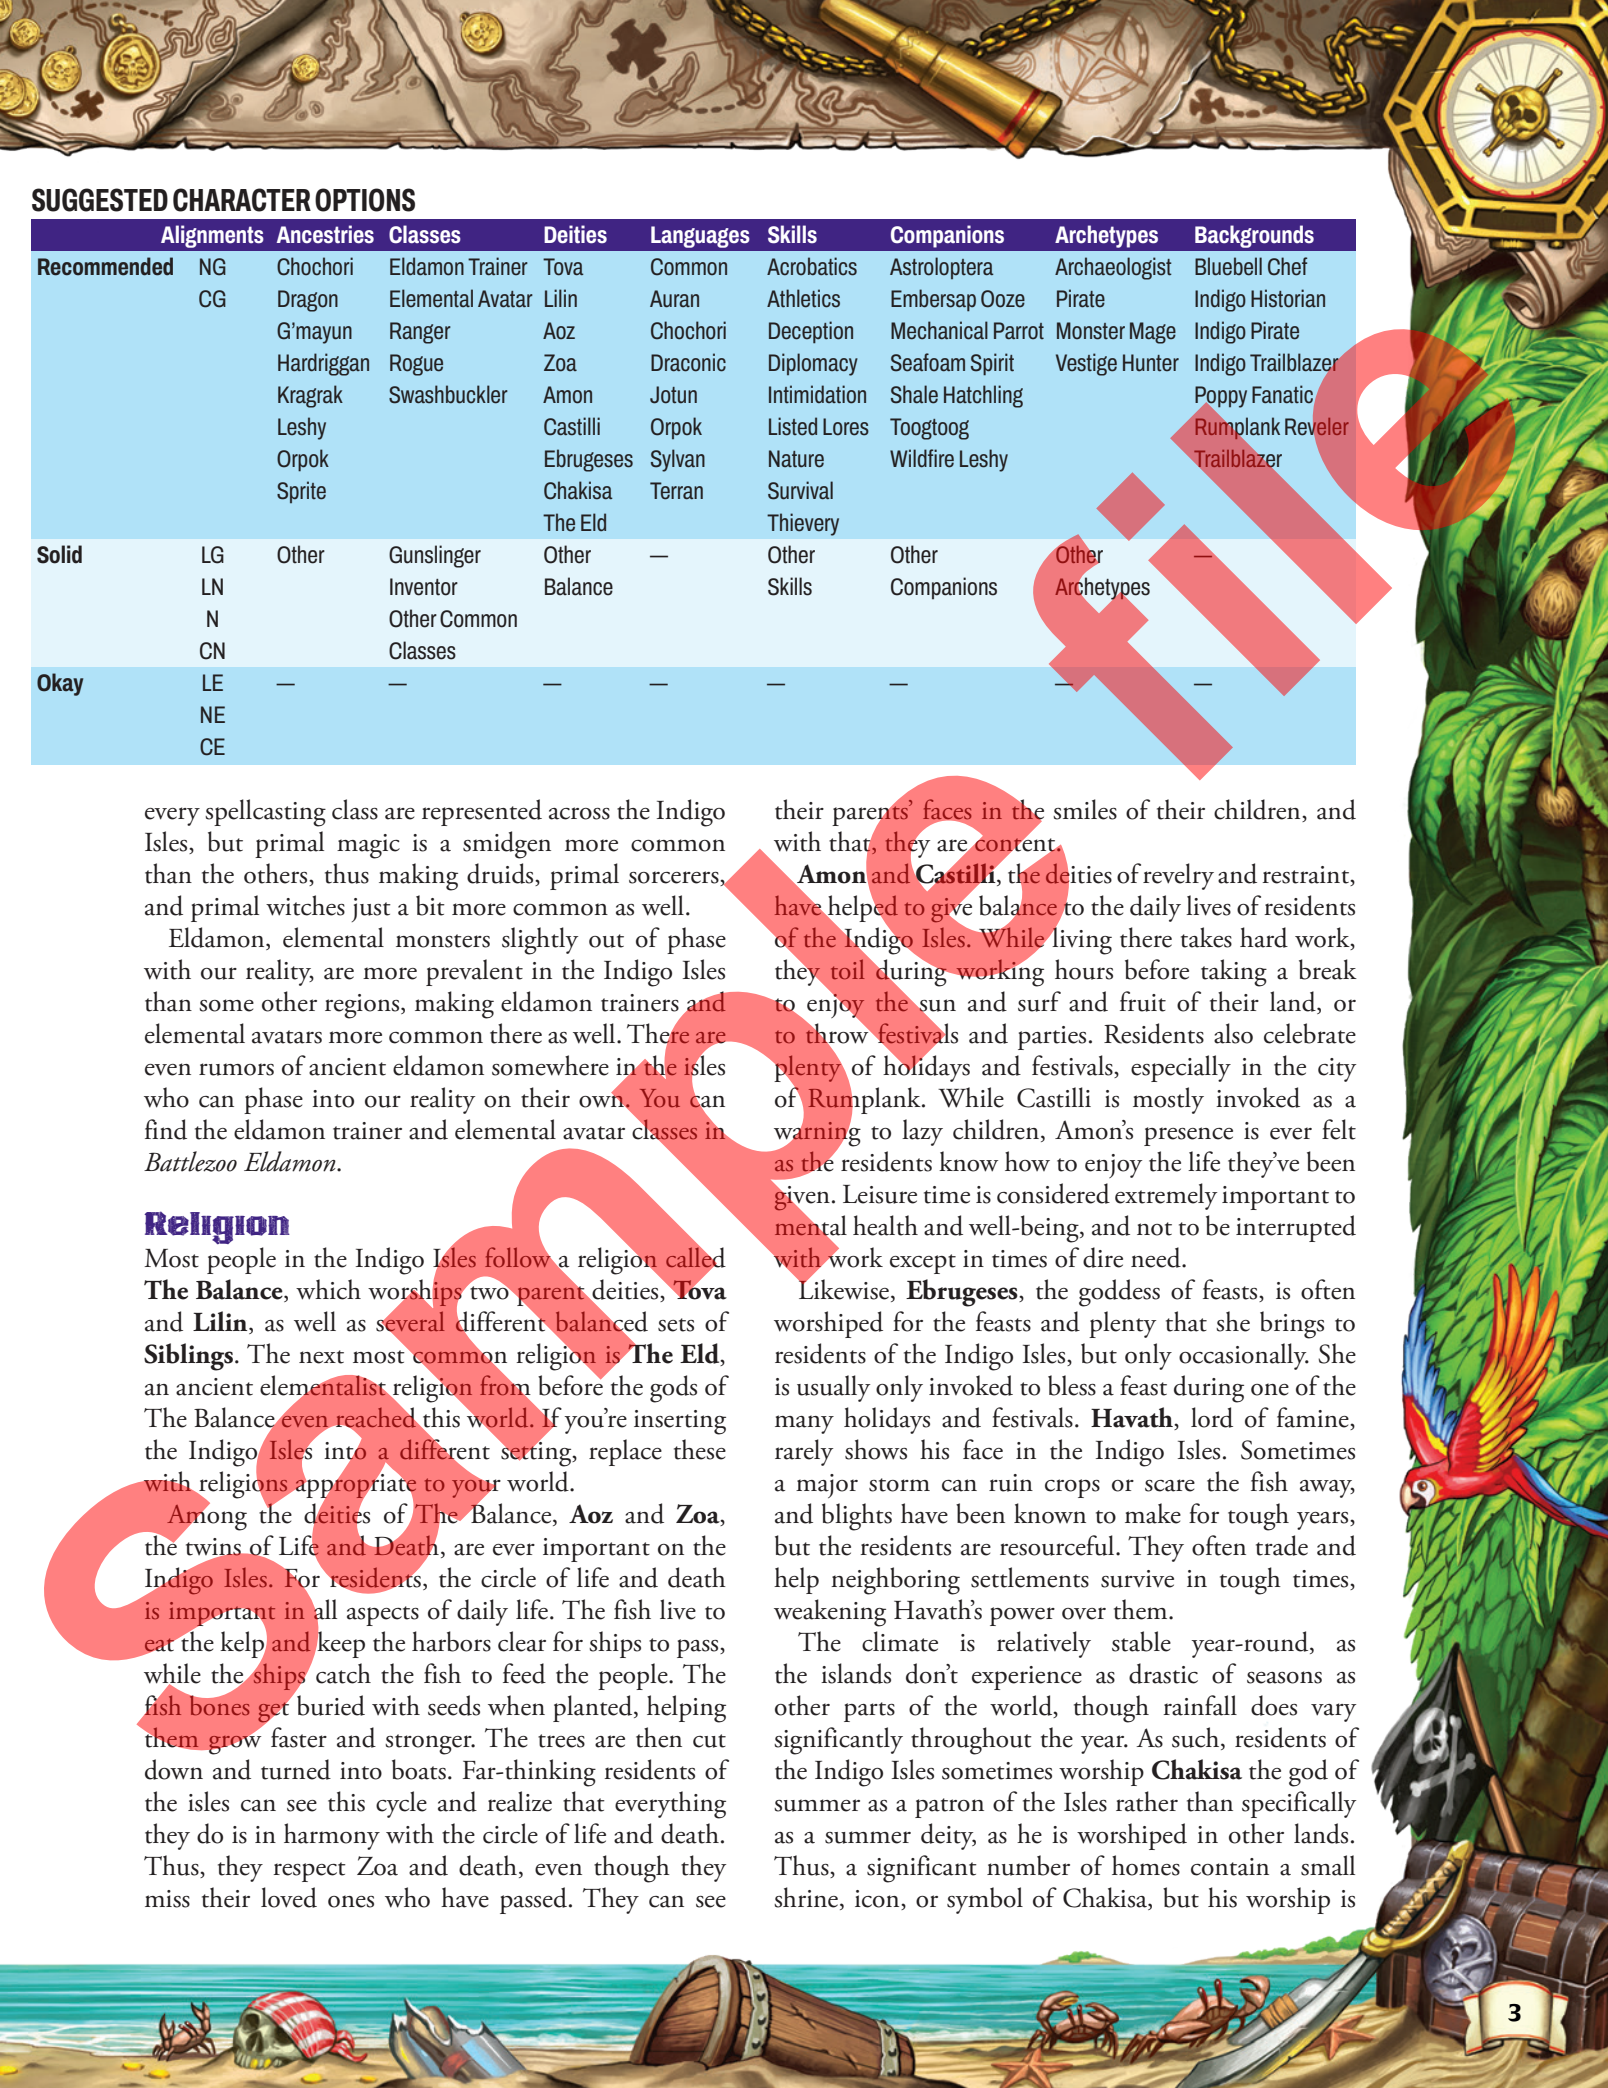 SUGGESTED CHARACTER OPTIONS
Alignments Ancestries Classes Deities Languages Skills Companions Archetypes Backgrounds
Recommended NG Chochori Eldamon Trainer Tova Common Acrobatics Astroloptera Archaeologist Bluebell Chef
CG Dragon Elemental Avatar Lilin Auran Athletics Embersap Ooze Pirate Indigo Historian
G'mayun Ranger Aoz Chochori Deception Mechanical Parrot Monster Mage Indigo Pirate
Hardriggan Rogue Zoa Draconic Diplomacy Seafoam Spirit Vestige Hunter Indigo Trailblazer
Kragrak Swashbuckler Amon Jotun Intimidation Shale Hatchling Poppy Fanatic
Leshy Castilli Orpok Listed Lores Toogtoog Rumplank Reveler
Orpok Ebrugeses Sylvan Nature Wildfire Leshy Trailblazer
Sprite Chakisa Terran Survival
The Eld Thievery
Solid LG Other Gunslinger Other — Other Other Other —
LN Inventor Balance Skills Companions Archetypes
N Other Common
CN Classes
Okay LE — — — — — — — —
NE
CE
every spellcasting class are represented across the Indigo
Isles, but primal magic is a smidgen more common
than the others, thus making druids, primal sorcerers,
and primal witches just a bit more common as well.
Eldamon, elemental monsters slightly out of phase
with our reality, are more prevalent in the Indigo Isles
than some other regions, making eldamon trainers and
elemental avatars more common there as well. There are
even rumors of ancient eldamon somewhere in the isles
who can phase into our reality on their own. You can
find the eldamon trainer and elemental avatar classes in
Battlezoo Eldamon.
Religion
Most people in the Indigo Isles follow a religion called
The Balance, which worships two parent deities, Tova
and Lilin, as well as several different balanced sets of
Siblings. The next most common religion is The Eld,
an ancient elementalist religion from before the gods of
The Balance even reached this world. If you're inserting
the Indigo Isles into a different setting, replace these
with religions appropriate to your world.
Among the deities of The Balance, Aoz and Zoa,
the twins of Life and Death, are ever important on the
Indigo Isles. For residents, the circle of life and death
is important in all aspects of daily life. The fish live to
eat the kelp and keep the harbors clear for ships to pass,
while the ships catch the fish to feed the people. The
fish bones get buried with seeds when planted, helping
them grow faster and stronger. The trees are then cut
down and turned into boats. Far-thinking residents of
the isles can see this cycle and realize that everything
they do is in harmony with the circle of life and death.
Thus, they respect Zoa and death, even though they
miss their loved ones who have passed. They can see
their parents' faces in the smiles of their children, and
with that, they are content.
Amon and Castilli, the deities of revelry and restraint,
have helped to give balance to the daily lives of residents
of the Indigo Isles. While living there takes hard work,
they toil during working hours before taking a break
to enjoy the sun and surf and fruit of their land, or
to throw festivals and parties. Residents also celebrate
plenty of holidays and festivals, especially in the city
of Rumplank. While Castilli is mostly invoked as a
warning to lazy children, Amon's presence is ever felt
as the residents know how to enjoy the life they've been
given. Leisure time is considered extremely important to
mental health and well-being, and not to be interrupted
with work except in times of dire need.
Likewise, Ebrugeses, the goddess of feasts, is often
worshiped for the feasts and plenty that she brings to
residents of the Indigo Isles, but only occasionally. She
is usually only invoked to bless a feast during one of the
many holidays and festivals. Havath, lord of famine,
rarely shows his face in the Indigo Isles. Sometimes
a major storm can ruin crops or scare the fish away,
and blights have been known to make for tough years,
but the residents are resourceful. They often trade and
help neighboring settlements survive in tough times,
weakening Havath's power over them.
The climate is relatively stable year-round, as
the islands don't experience as drastic of seasons as
other parts of the world, though rainfall does vary
significantly throughout the year. As such, residents of
the Indigo Isles sometimes worship Chakisa the god of
summer as a patron of the Isles rather than specifically
as a summer deity, as he is worshiped in other lands.
Thus, a significant number of homes contain a small
shrine, icon, or symbol of Chakisa, but his worship is
3
Sample file